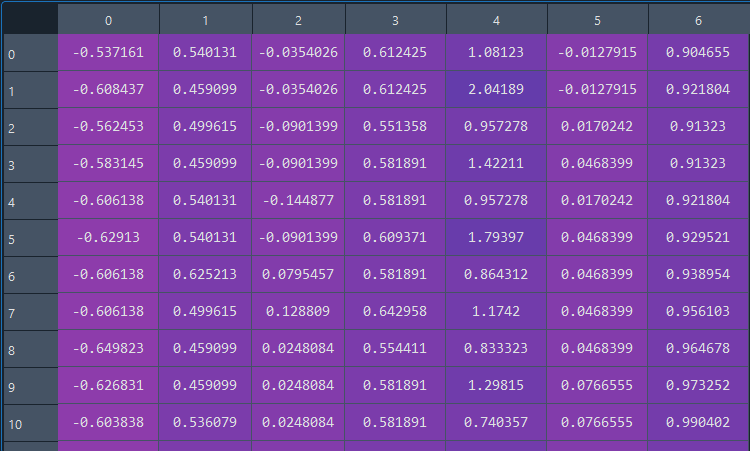 0 1 2 3 4 5 6
0 -0.537161 0.540131 -0.0354026 0.612425 1.08123 -0.0127915 0.904655
1 -0.608437 0.459099 -0.0354026 0.612425 2.04189 -0.0127915 0.921804
2 -0.562453 0.499615 -0.0901399 0.551358 0.957278 0.0170242 0.91323
3 -0.583145 0.459099 -0.0901399 0.581891 1.42211 0.0468399 0.91323
4 -0.606138 0.540131 -0.144877 0.581891 0.957278 0.0170242 0.921804
5 -0.62913 0.540131 -0.0901399 0.609371 1.79397 0.0468399 0.929521
6 -0.606138 0.625213 0.0795457 0.581891 0.864312 0.0468399 0.938954
7 -0.606138 0.499615 0.128809 0.642958 1.1742 0.0468399 0.956103
8 -0.649823 0.459099 0.0248084 0.554411 0.833323 0.0468399 0.964678
9 -0.626831 0.459099 0.0248084 0.581891 1.29815 0.0766555 0.973252
10 -0.603838 0.536079 0.0248084 0.581891 0.740357 0.0766555 0.990402